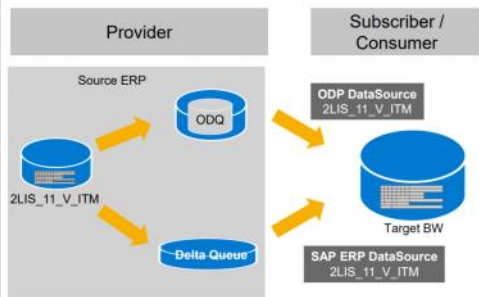 Provider
Subscriber /
Consumer
Source ERP
ODQ
ODP DataSource
2LIS_11_V_ITM
2LIS_11_V_ITM
Target BW
Delta Queue
SAP ERP DataSource
2LIS_11_V_ITM